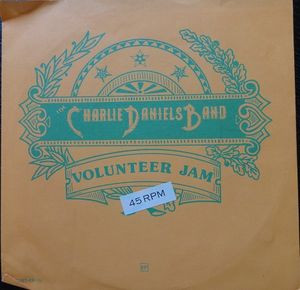 THE CHARLIE DANIELS BAND
VOLUNTEER JAM
45 RPM